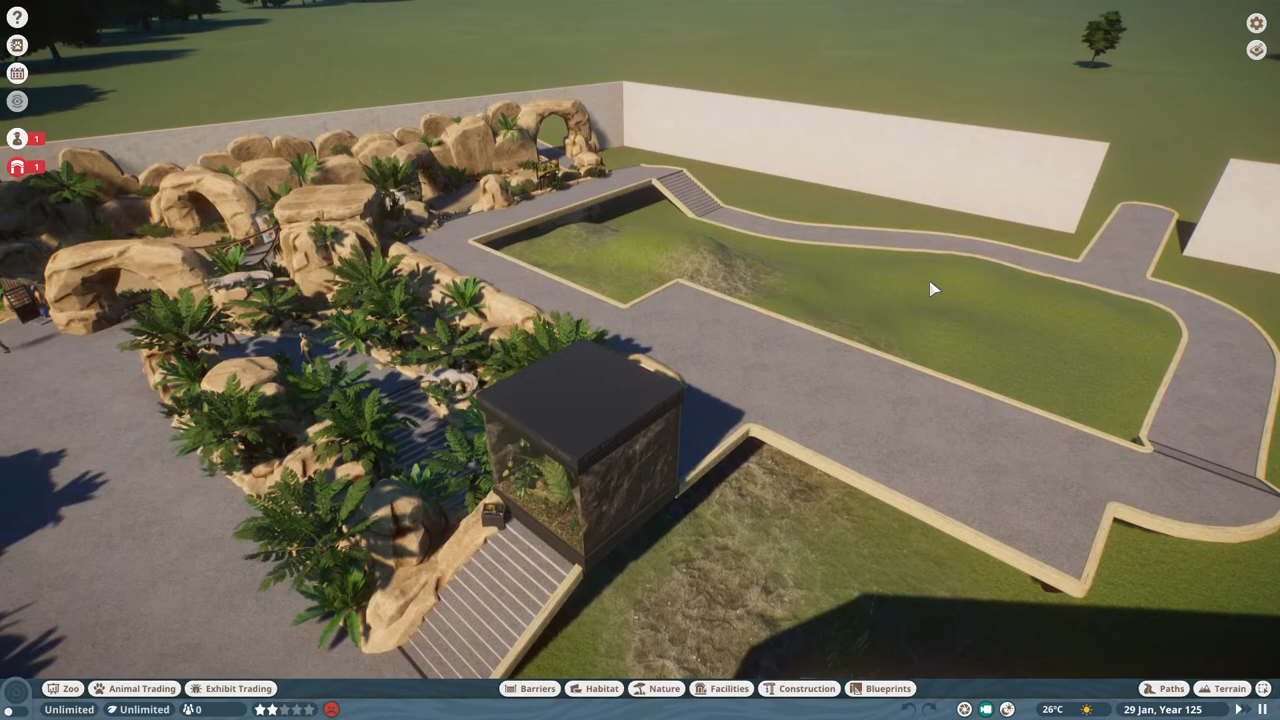 ?
1
1
Zoo Animal Trading Exhibit Trading Barriers Habitat Nature Facilities Construction Blueprints Paths Terrain
Unlimited Unlimited 0 26°C 29 Jan, Year 125